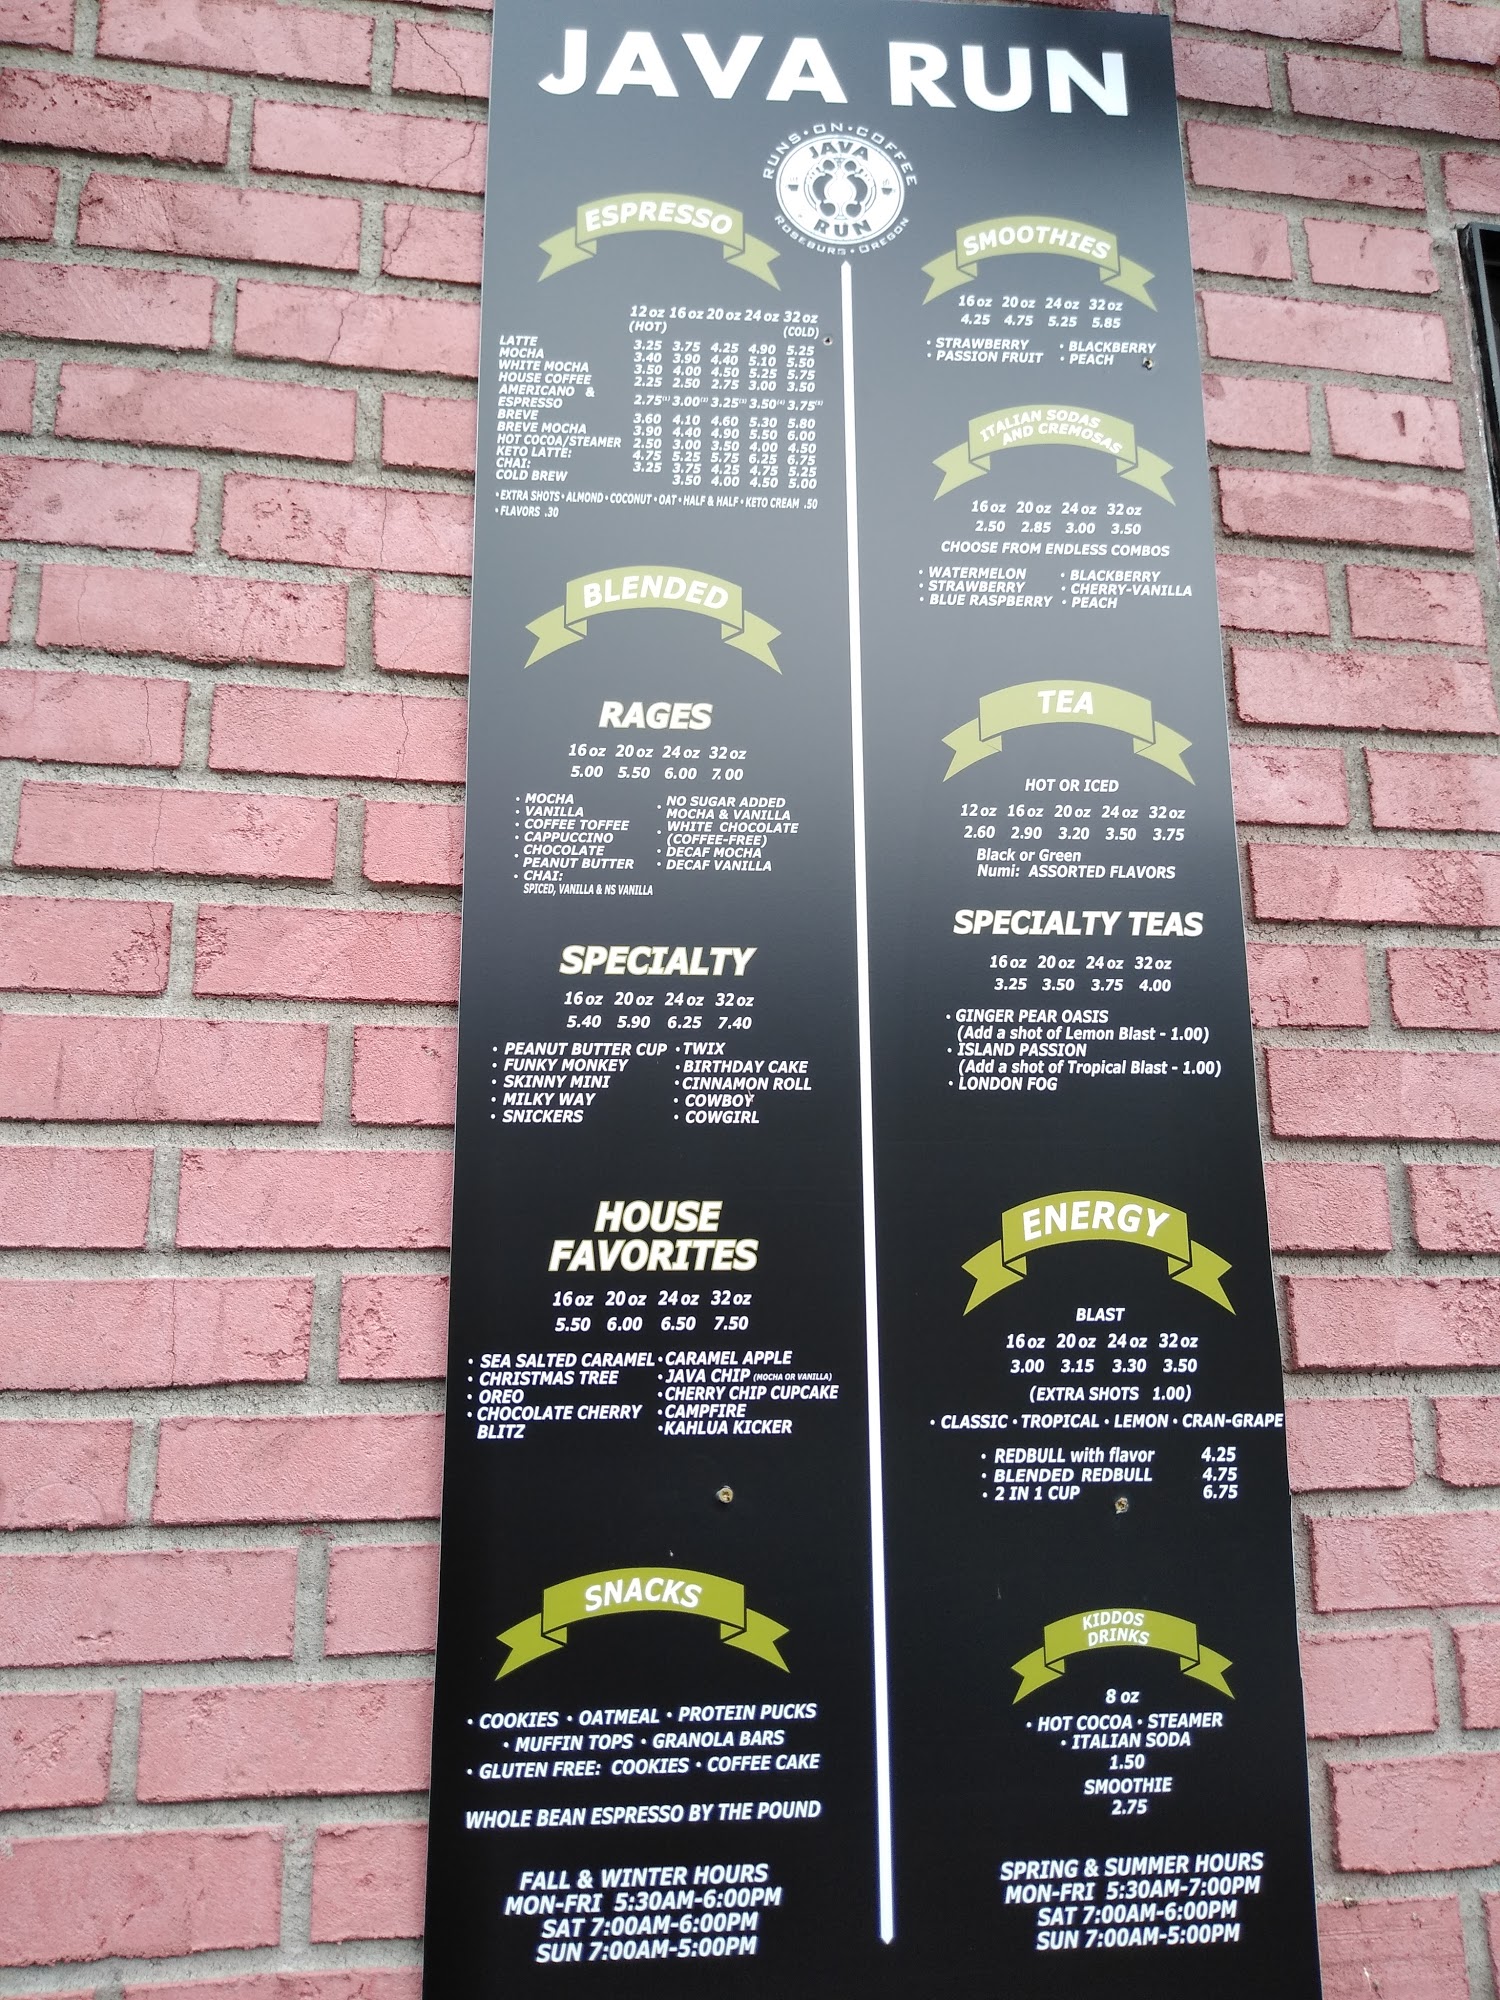 JAVA RUN
RUNS • ON • COFFEE
JAVA
RUN
ROSEBURG • OREGON
ESPRESSO
12 oz 16 oz 20 oz 24 oz 32 oz
(HOT) (COLD)
LATTE 3.25 3.75 4.25 4.90 5.25
MOCHA 3.40 3.90 4.40 5.10 5.50
WHITE MOCHA 3.50 4.00 4.50 5.25 5.75
HOUSE COFFEE 2.25 2.50 2.75 3.00 3.50
AMERICANO &
ESPRESSO 2.75(1) 3.00(2) 3.25(3) 3.50(4) 3.75(5)
BREVE 3.60 4.10 4.60 5.30 5.80
BREVE MOCHA 3.90 4.40 4.90 5.50 6.00
HOT COCOA/STEAMER 2.50 3.00 3.50 4.00 4.50
KETO LATTE: 4.75 5.25 5.75 6.25 6.75
CHAI: 3.25 3.75 4.25 4.75 5.25
COLD BREW 3.50 4.00 4.50 5.00
• EXTRA SHOTS • ALMOND • COCONUT • OAT • HALF & HALF • KETO CREAM .50
• FLAVORS .30
BLENDED
RAGES
16 oz 20 oz 24 oz 32 oz
5.00 5.50 6.00 7.00
• MOCHA
• VANILLA
• COFFEE TOFFEE
• CAPPUCCINO
• CHOCOLATE
PEANUT BUTTER
• CHAI:
SPICED, VANILLA & NS VANILLA
• NO SUGAR ADDED
MOCHA & VANILLA
• WHITE CHOCOLATE
(COFFEE-FREE)
• DECAF MOCHA
• DECAF VANILLA
SPECIALTY
16 oz 20 oz 24 oz 32 oz
5.40 5.90 6.25 7.40
• PEANUT BUTTER CUP
• FUNKY MONKEY
• SKINNY MINI
• MILKY WAY
• SNICKERS
• TWIX
• BIRTHDAY CAKE
• CINNAMON ROLL
• COWBOY
• COWGIRL
HOUSE
FAVORITES
16 oz 20 oz 24 oz 32 oz
5.50 6.00 6.50 7.50
• SEA SALTED CARAMEL
• CHRISTMAS TREE
• OREO
• CHOCOLATE CHERRY
BLITZ
• CARAMEL APPLE
• JAVA CHIP (MOCHA OR VANILLA)
• CHERRY CHIP CUPCAKE
• CAMPFIRE
• KAHLUA KICKER
SNACKS
• COOKIES • OATMEAL • PROTEIN PUCKS
• MUFFIN TOPS • GRANOLA BARS
• GLUTEN FREE: COOKIES • COFFEE CAKE
WHOLE BEAN ESPRESSO BY THE POUND
FALL & WINTER HOURS
MON-FRI 5:30AM-6:00PM
SAT 7:00AM-6:00PM
SUN 7:00AM-5:00PM
SMOOTHIES
16 oz 20 oz 24 oz 32 oz
4.25 4.75 5.25 5.85
• STRAWBERRY • BLACKBERRY
• PASSION FRUIT • PEACH
ITALIAN SODAS
AND CREMOSAS
16 oz 20 oz 24 oz 32 oz
2.50 2.85 3.00 3.50
CHOOSE FROM ENDLESS COMBOS
• WATERMELON • BLACKBERRY
• STRAWBERRY • CHERRY-VANILLA
• BLUE RASPBERRY • PEACH
TEA
HOT OR ICED
12 oz 16 oz 20 oz 24 oz 32 oz
2.60 2.90 3.20 3.50 3.75
Black or Green
Numi: ASSORTED FLAVORS
SPECIALTY TEAS
16 oz 20 oz 24 oz 32 oz
3.25 3.50 3.75 4.00
• GINGER PEAR OASIS
(Add a shot of Lemon Blast - 1.00)
• ISLAND PASSION
(Add a shot of Tropical Blast - 1.00)
• LONDON FOG
ENERGY
BLAST
16 oz 20 oz 24 oz 32 oz
3.00 3.15 3.30 3.50
(EXTRA SHOTS 1.00)
• CLASSIC • TROPICAL • LEMON • CRAN-GRAPE
• REDBULL with flavor 4.25
• BLENDED REDBULL 4.75
• 2 IN 1 CUP 6.75
KIDDOS
DRINKS
8 oz
• HOT COCOA • STEAMER
• ITALIAN SODA
1.50
SMOOTHIE
2.75
SPRING & SUMMER HOURS
MON-FRI 5:30AM-7:00PM
SAT 7:00AM-6:00PM
SUN 7:00AM-5:00PM